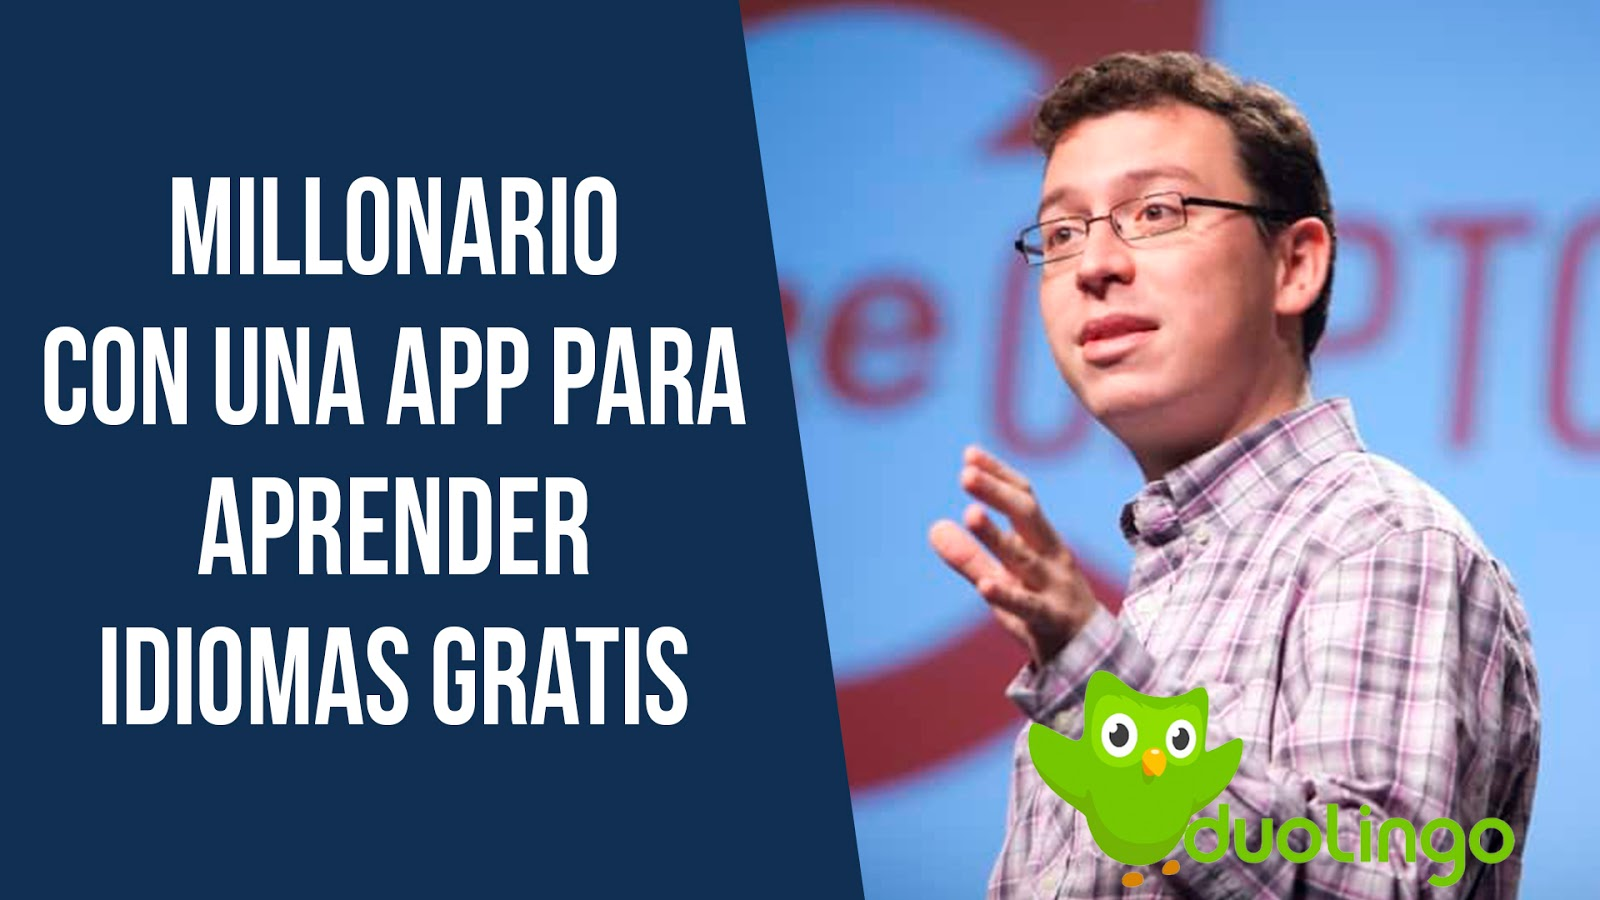 MILLONARIO
CON UNA APP PARA
APRENDER
IDIOMAS GRATIS
duolingo